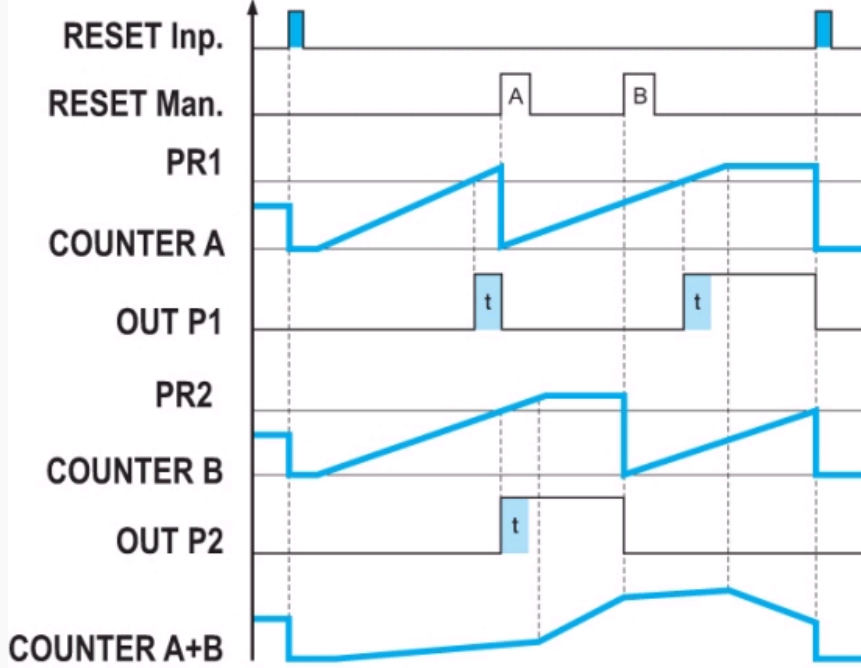 RESET Inp.
RESET Man.
A
B
PR1
COUNTER A
OUT P1
t
t
PR2
COUNTER B
OUT P2
t
COUNTER A+B